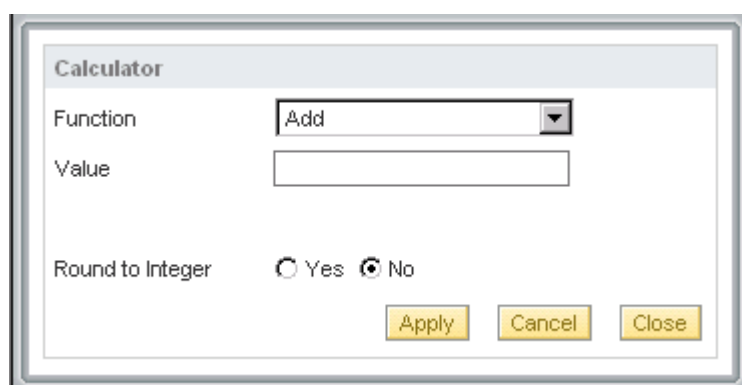 Calculator
Function Add
Value
Round to Integer Yes No
Apply Cancel Close